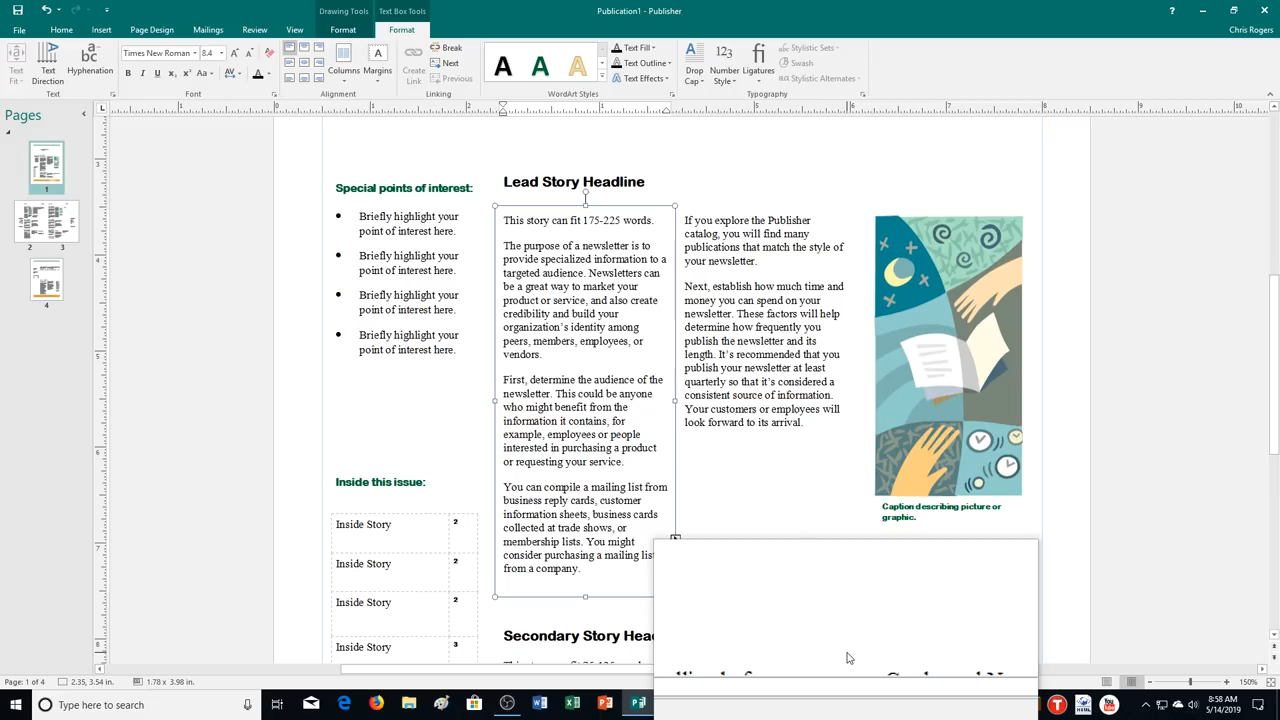 Drawing Tools
Text Box Tools
Publication1 - Publisher
File
Home
Insert
Page Design
Mailings
Review
View
Format
Format
Chris Rogers
Text Fit
Text Direction
Hyphenation
Text
Times New Roman
8.4
Font
Columns
Margins
Alignment
Create Link
Break
Next
Previous
Linking
Text Fill
Text Outline
Text Effects
WordArt Styles
Drop Cap
Number Style
Ligatures
Stylistic Sets
Swash
Stylistic Alternates
Typography
Pages
1
2 3
4
Special points of interest:
Briefly highlight your
point of interest here.
Briefly highlight your
point of interest here.
Briefly highlight your
point of interest here.
Briefly highlight your
point of interest here.
Inside this issue:
Inside Story 2
Inside Story 2
Inside Story 2
Inside Story 3
Lead Story Headline
This story can fit 175-225 words.
The purpose of a newsletter is to
provide specialized information to a
targeted audience. Newsletters can
be a great way to market your
product or service, and also create
credibility and build your
organization's identity among
peers, members, employees, or
vendors.
First, determine the audience of the
newsletter. This could be anyone
who might benefit from the
information it contains, for
example, employees or people
interested in purchasing a product
or requesting your service.
You can compile a mailing list from
business reply cards, customer
information sheets, business cards
collected at trade shows, or
membership lists. You might
consider purchasing a mailing list
from a company.
If you explore the Publisher
catalog, you will find many
publications that match the style of
your newsletter.
Next, establish how much time and
money you can spend on your
newsletter. These factors will help
determine how frequently you
publish the newsletter and its
length. It's recommended that you
publish your newsletter at least
quarterly so that it's considered a
consistent source of information.
Your customers or employees will
look forward to its arrival.
Caption describing picture or
graphic.
Secondary Story Hea
Page: 1 of 4
2.35, 3.54 in.
1.78 x 3.98 in.
150%
Type here to search
8:58 AM
5/14/2019